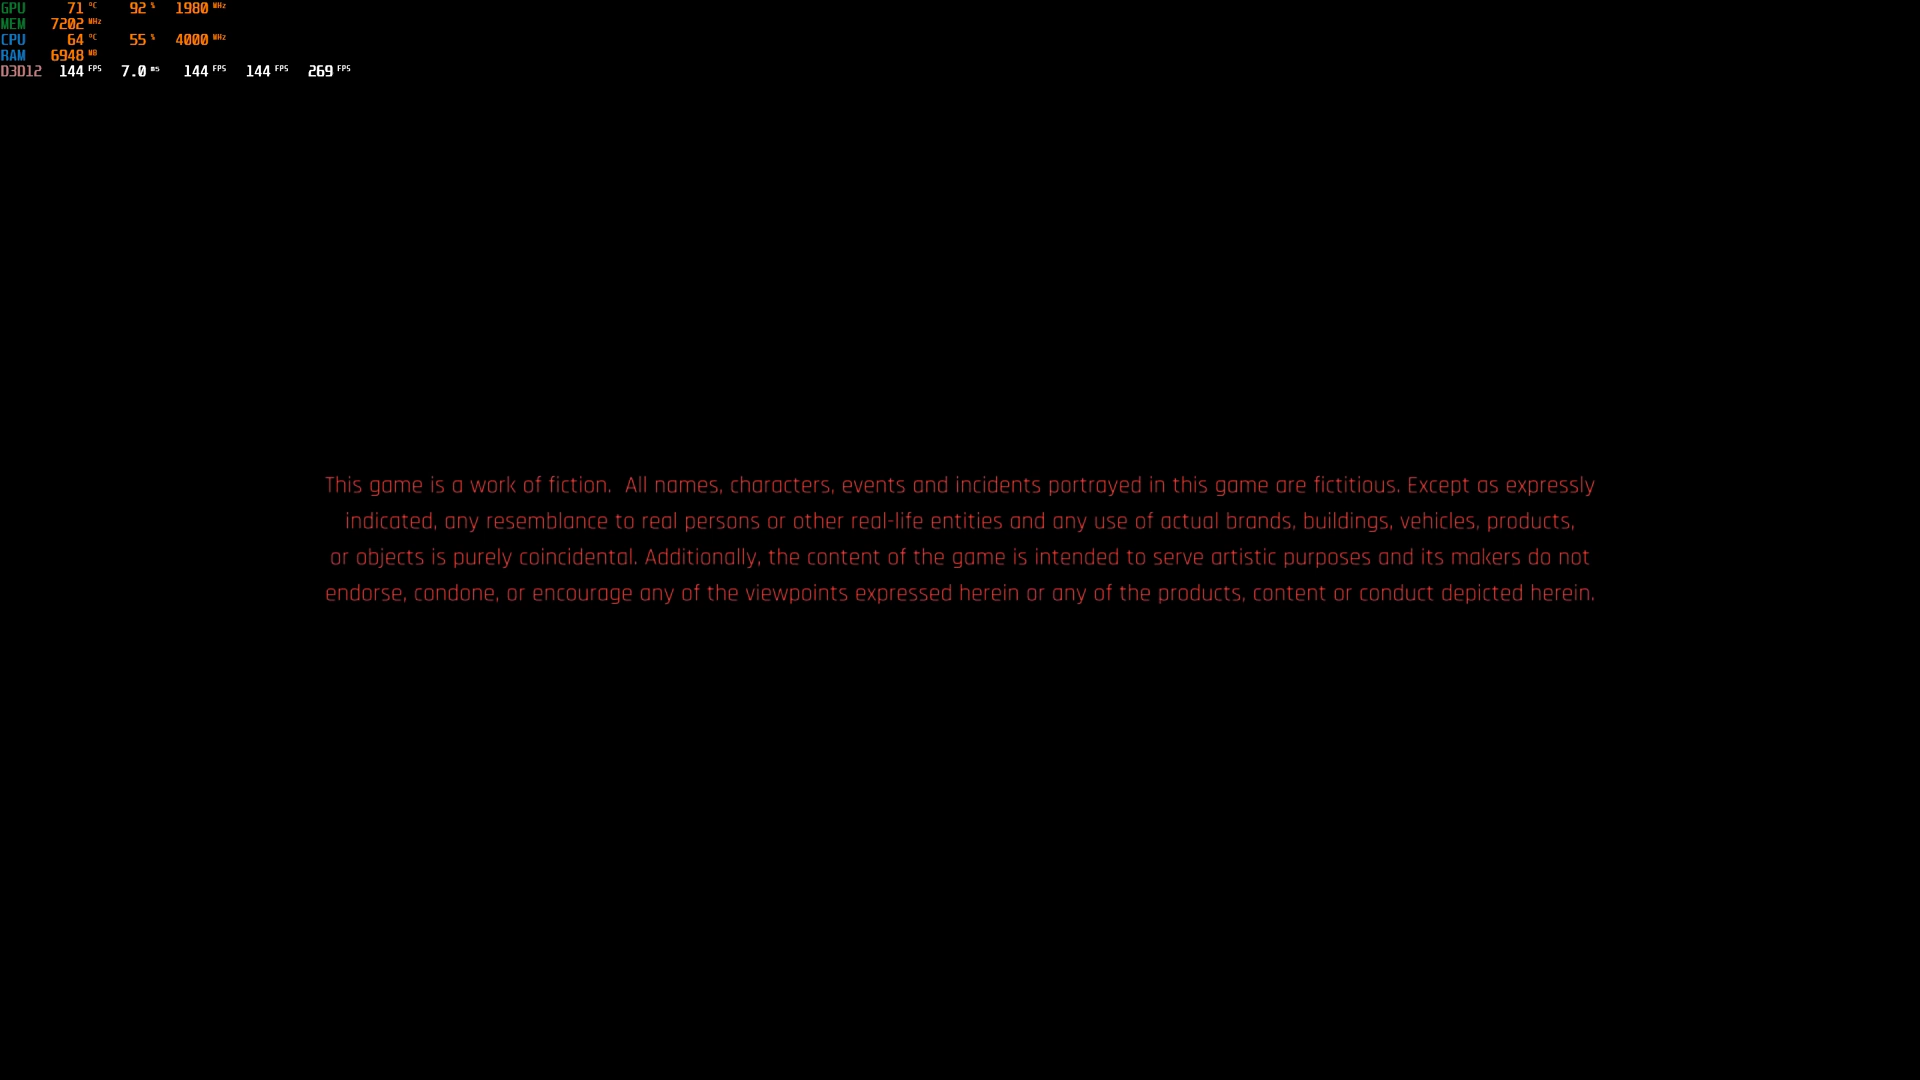 GPU 71 °C 92 % 1980 MHz
MEM 7202 MHz
CPU 64 °C 55 % 4000 MHz
RAM 6948 MB
D3D12 144 FPS 7.0 ms 144 FPS 144 FPS 269 FPS
This game is a work of fiction.  All names, characters, events and incidents portrayed in this game are fictitious. Except as expressly
indicated, any resemblance to real persons or other real-life entities and any use of actual brands, buildings, vehicles, products,
or objects is purely coincidental. Additionally, the content of the game is intended to serve artistic purposes and its makers do not
endorse, condone, or encourage any of the viewpoints expressed herein or any of the products, content or conduct depicted herein.